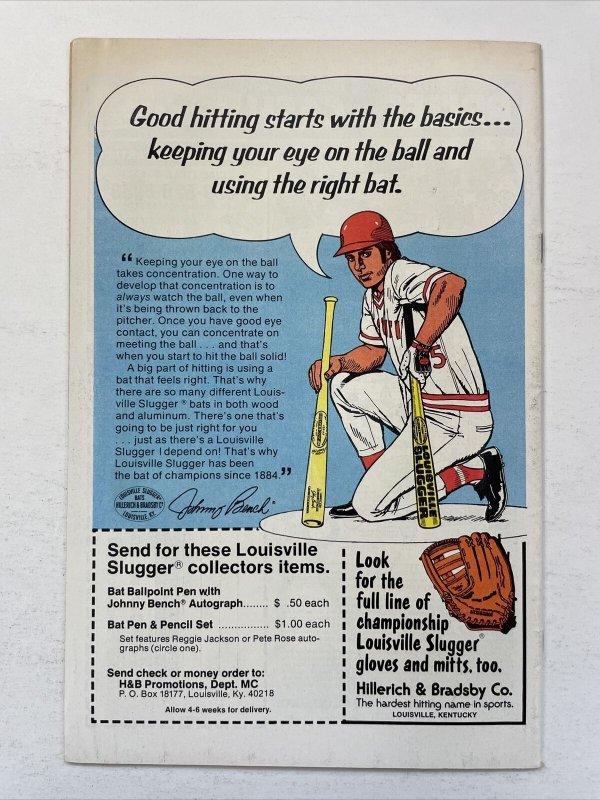 Good hitting starts with the basics...
keeping your eye on the ball and
using the right bat.
“Keeping your eye on the ball
takes concentration. One way to
develop that concentration is to
always watch the ball, even when
it's being thrown back to the
pitcher. Once you have good eye
contact, you can concentrate on
meeting the ball . . . and that's
when you start to hit the ball solid!
A big part of hitting is using a
bat that feels right. That's why
there are so many different Louis-
ville Slugger® bats in both wood
and aluminum. There's one that's
going to be just right for you
. . . just as there's a Louisville
Slugger I depend on! That's why
Louisville Slugger has been
the bat of champions since 1884.”
LOUISVILLE SLUGGER®
BATS
HILLERICH & BRADSBY Co
LOUISVILLE, KY.
Johnny Bench
5
LOUISVILLE
SLUGGER
Send for these Louisville
Slugger® collectors items.
Bat Ballpoint Pen with
Johnny Bench® Autograph....... $ .50 each
Bat Pen & Pencil Set ................ $1.00 each
Set features Reggie Jackson or Pete Rose auto-
graphs (circle one).
Send check or money order to:
H&B Promotions, Dept. MC
P. O. Box 18177, Louisville, Ky. 40218
Allow 4-6 weeks for delivery.
Look
for the
full line of
championship
Louisville Slugger®
gloves and mitts, too.
Hillerich & Bradsby Co.
The hardest hitting name in sports.
LOUISVILLE, KENTUCKY